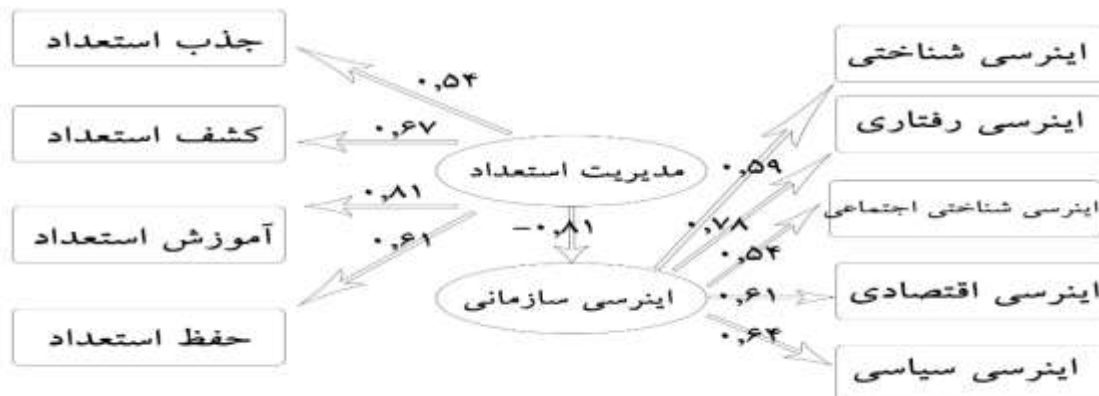 جذب استعداد
کشف استعداد
آموزش استعداد
حفظ استعداد
۰,۵۴
۰,۶۷
۰,۸۱
۰,۶۱
مدیریت استعداد
-۰,۸۱
اینرسی سازمانی
۰,۵۹
۰,۷۸
۰,۵۴
۰,۶۱
۰,۶۴
اینرسی شناختی
اینرسی رفتاری
اینرسی شناختی اجتماعی
اینرسی اقتصادی
اینرسی سیاسی